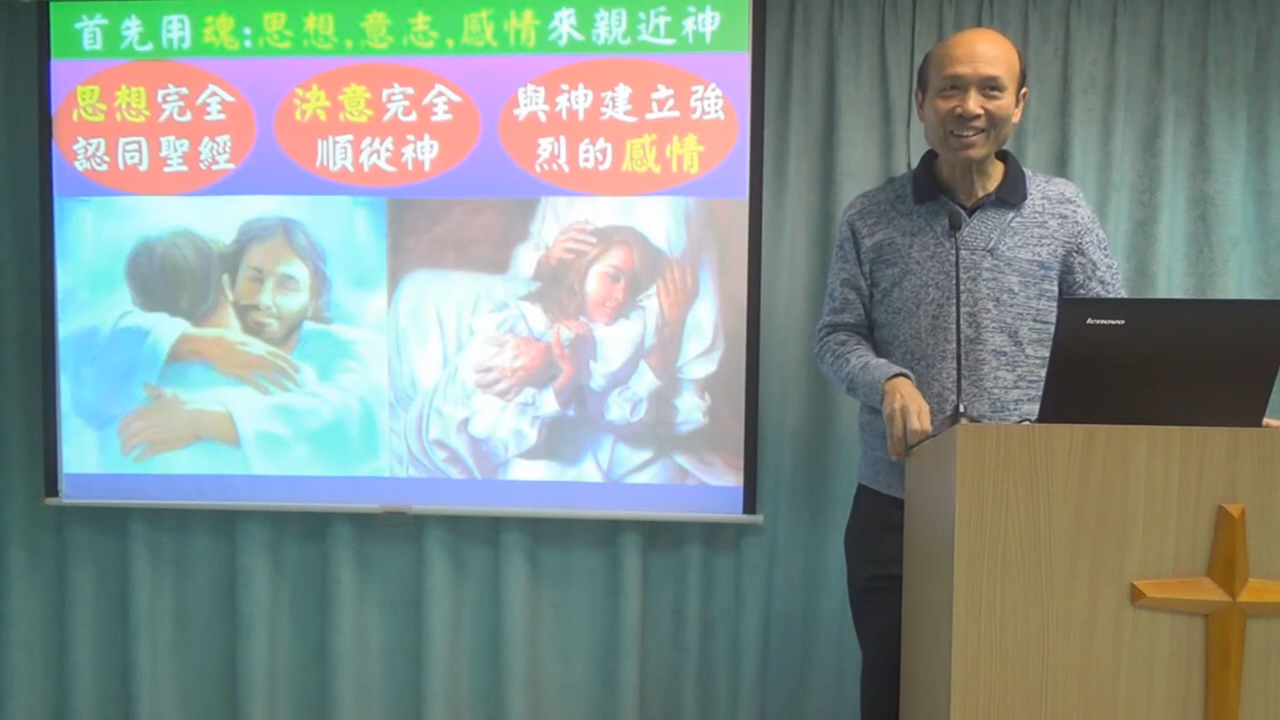 首先用魂:思想,意志,感情來親近神
思想完全
認同聖經
決意完全
順從神
與神建立強
烈的感情
lenovo